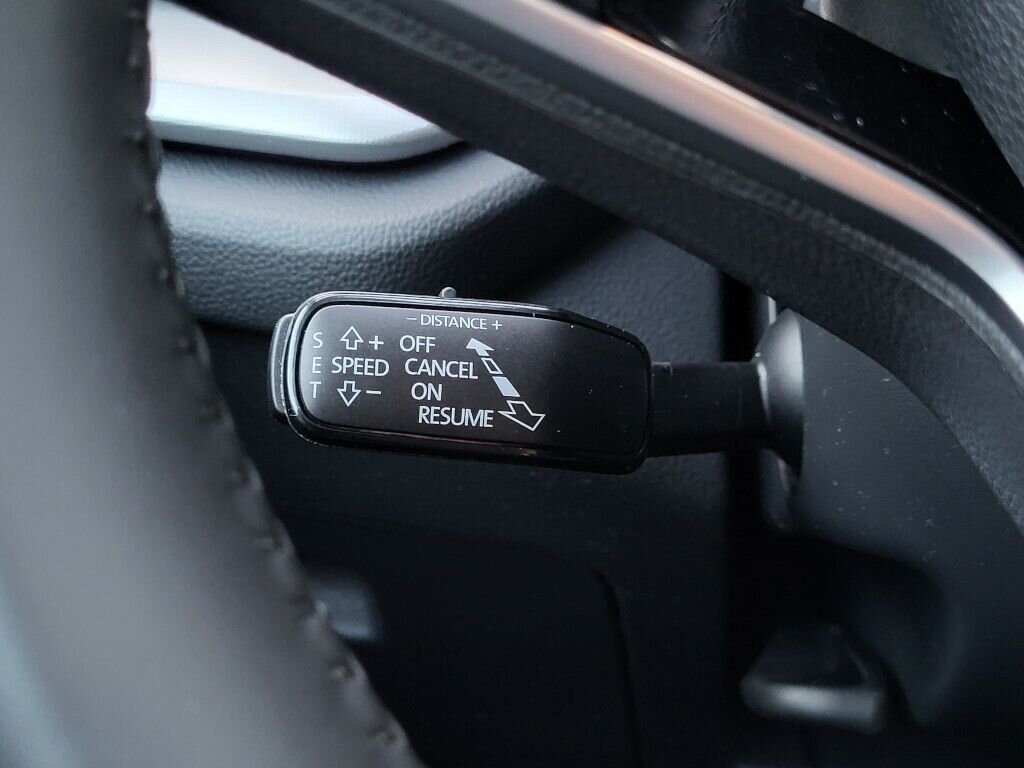 - DISTANCE +
S + OFF
E SPEED CANCEL
T - ON
RESUME